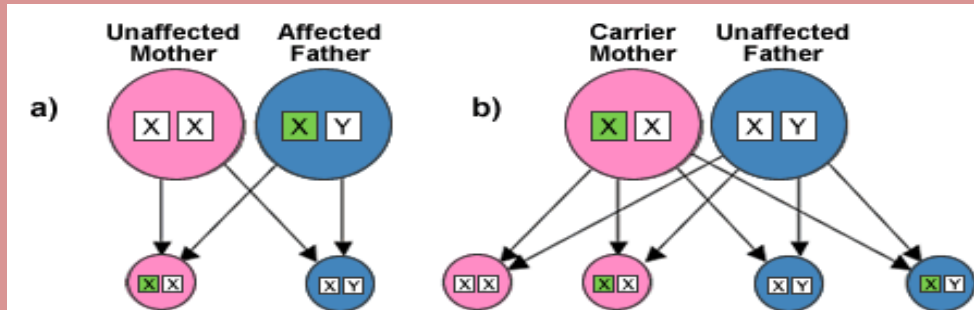 Unaffected Mother
Affected Father
a)
X X
X Y
X X
X Y
Carrier Mother
Unaffected Father
b)
X X
X Y
X X
X X
X Y
X Y